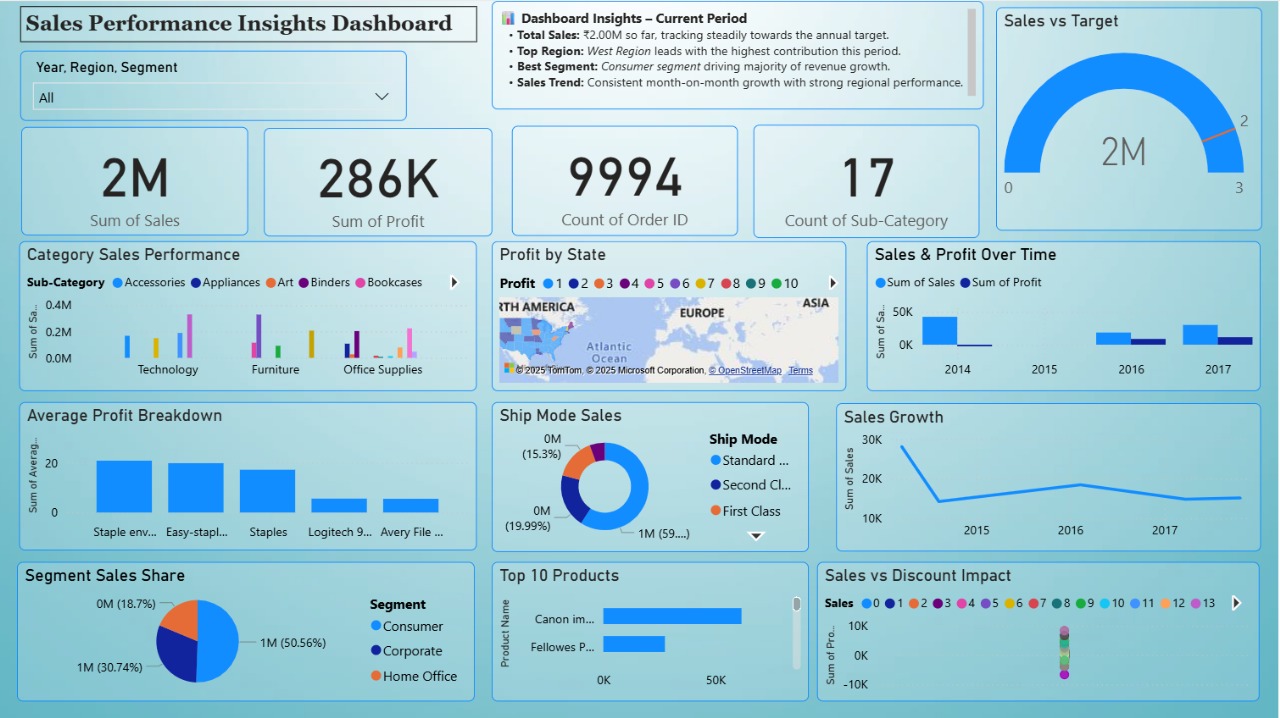 Sales Performance Insights Dashboard
Year, Region, Segment
All
📊 Dashboard Insights – Current Period
• Total Sales: ₹2.00M so far, tracking steadily towards the annual target.
• Top Region: West Region leads with the highest contribution this period.
• Best Segment: Consumer segment driving majority of revenue growth.
• Sales Trend: Consistent month-on-month growth with strong regional performance.
Sales vs Target
2
2M
0
3
2M
Sum of Sales
286K
Sum of Profit
9994
Count of Order ID
17
Count of Sub-Category
Category Sales Performance
Sub-Category Accessories Appliances Art Binders Bookcases
Sum of Sa...
0.4M
0.2M
0.0M
Technology Furniture Office Supplies
Profit by State
Profit 1 2 3 4 5 6 7 8 9 10
RTH AMERICA
EUROPE
ASIA
Atlantic
Ocean
© 2025 TomTom, © 2025 Microsoft Corporation, © OpenStreetMap Terms
Sales & Profit Over Time
Sum of Sales Sum of Profit
Sum of Sa...
50K
0K
2014 2015 2016 2017
Average Profit Breakdown
Sum of Averag...
20
0
Staple env... Easy-stapl... Staples Logitech 9... Avery File ...
Ship Mode Sales
0M
(15.3%)
0M
(19.99%)
1M (59....)
Ship Mode
Standard ...
Second Cl...
First Class
Sales Growth
Sum of Sales
30K
20K
10K
2015 2016 2017
Segment Sales Share
0M (18.7%)
1M (50.56%)
1M (30.74%)
Segment
Consumer
Corporate
Home Office
Top 10 Products
Product Name
Canon im...
Fellowes P...
0K 50K
Sales vs Discount Impact
Sales 0 1 2 3 4 5 6 7 8 9 10 11 12 13
Sum of Pro...
10K
0K
-10K